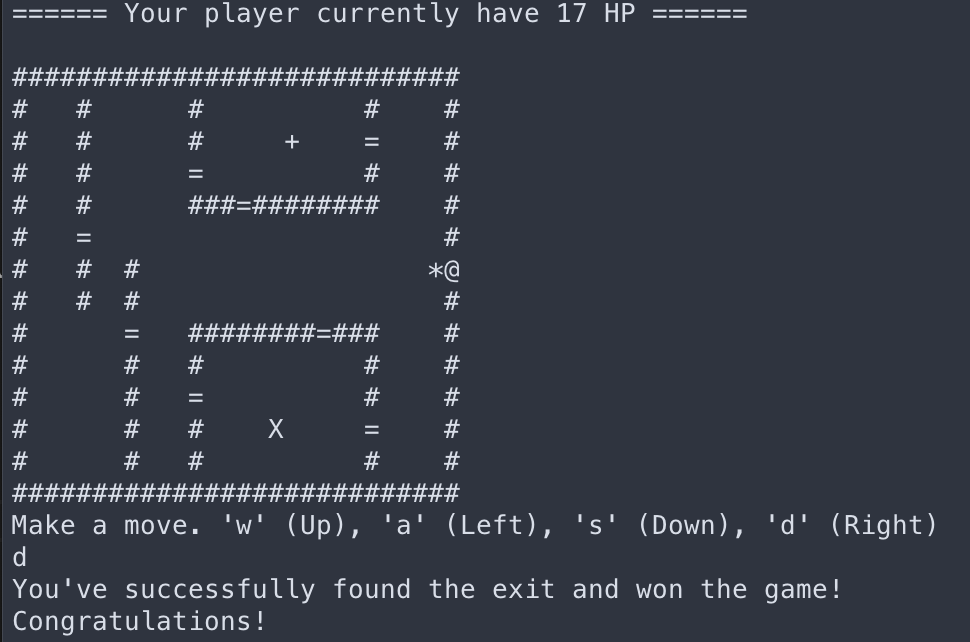 ====== Your player currently have 17 HP ======
############################
#   #      #          #    #
#   #      #     +    =    #
#   #      =          #    #
#   #      ###=########    #
#   =                      #
#   #  #                  *@
#   #  #                   #
#      =   ########=###    #
#      #   #          #    #
#      #   =          #    #
#      #   #    X     =    #
#      #   #          #    #
############################
Make a move. 'w' (Up), 'a' (Left), 's' (Down), 'd' (Right)
d
You've successfully found the exit and won the game!
Congratulations!